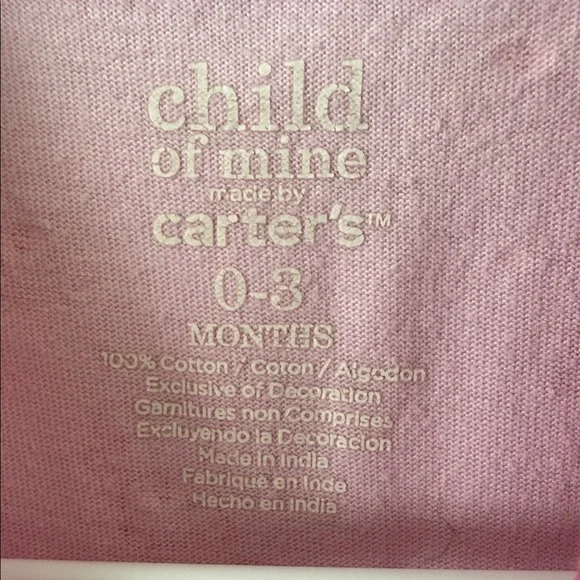 child
of mine
made by
carter's™
0-3
MONTHS
100% Cotton / Coton / Algodon
Exclusive of Decoration
Garnitures non Comprises
Excluyendo la Decoracion
Made in India
Fabriqué en Inde
Hecho en India